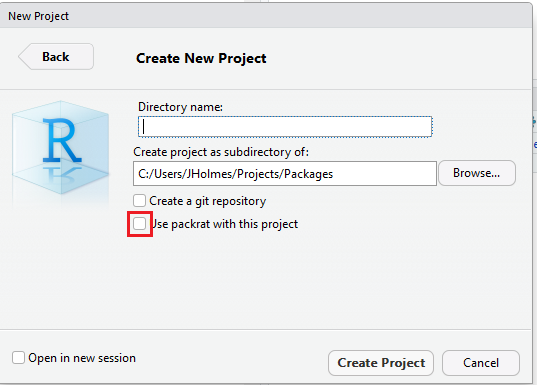 New Project
Back
Create New Project
Directory name:
R
Create project as subdirectory of:
C:/Users/JHolmes/Projects/Packages
Browse...
Create a git repository
Use packrat with this project
Open in new session
Create Project
Cancel